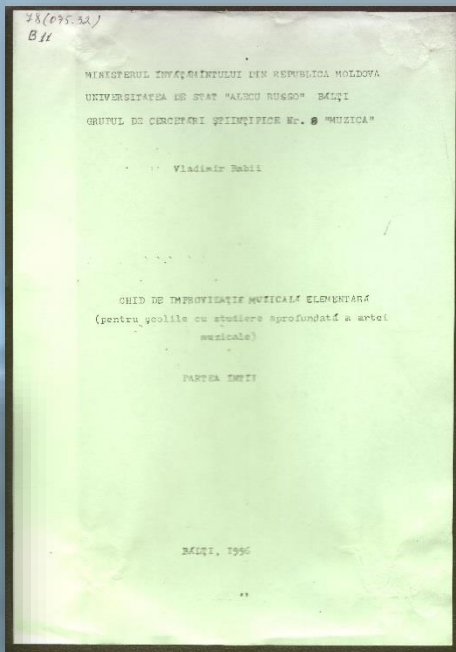 78(075.32)
B 11
MINISTERUL ÎNVĂŢĂMÎNTULUI DIN REPUBLICA MOLDOVA
UNIVERSITATEA DE STAT "ALECU RUSSO" BĂLŢI
GRUPUL DE CERCETĂRI ŞTIINŢIFICE Nr. 8 "MUZICA"
Vladimir Babii
GHID DE IMPROVIZAŢIE MUZICALĂ ELEMENTARĂ
(pentru şcolile cu studiere aprofundată a artei
muzicale)
PARTEA ÎNTÎI
BĂLŢI, 1996